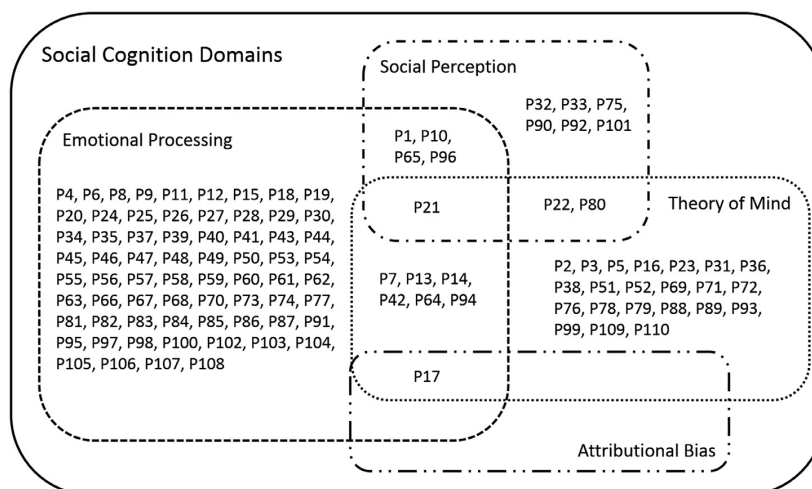 Social Cognition Domains
Social Perception
P32, P33, P75,
P90, P92, P101
Emotional Processing
P1, P10,
P65, P96
P4, P6, P8, P9, P11, P12, P15, P18, P19,
P20, P24, P25, P26, P27, P28, P29, P30,
P34, P35, P37, P39, P40, P41, P43, P44,
P45, P46, P47, P48, P49, P50, P53, P54,
P55, P56, P57, P58, P59, P60, P61, P62,
P63, P66, P67, P68, P70, P73, P74, P77,
P81, P82, P83, P84, P85, P86, P87, P91,
P95, P97, P98, P100, P102, P103, P104,
P105, P106, P107, P108
P21
P22, P80
Theory of Mind
P7, P13, P14,
P42, P64, P94
P2, P3, P5, P16, P23, P31, P36,
P38, P51, P52, P69, P71, P72,
P76, P78, P79, P88, P89, P93,
P99, P109, P110
P17
Attributional Bias